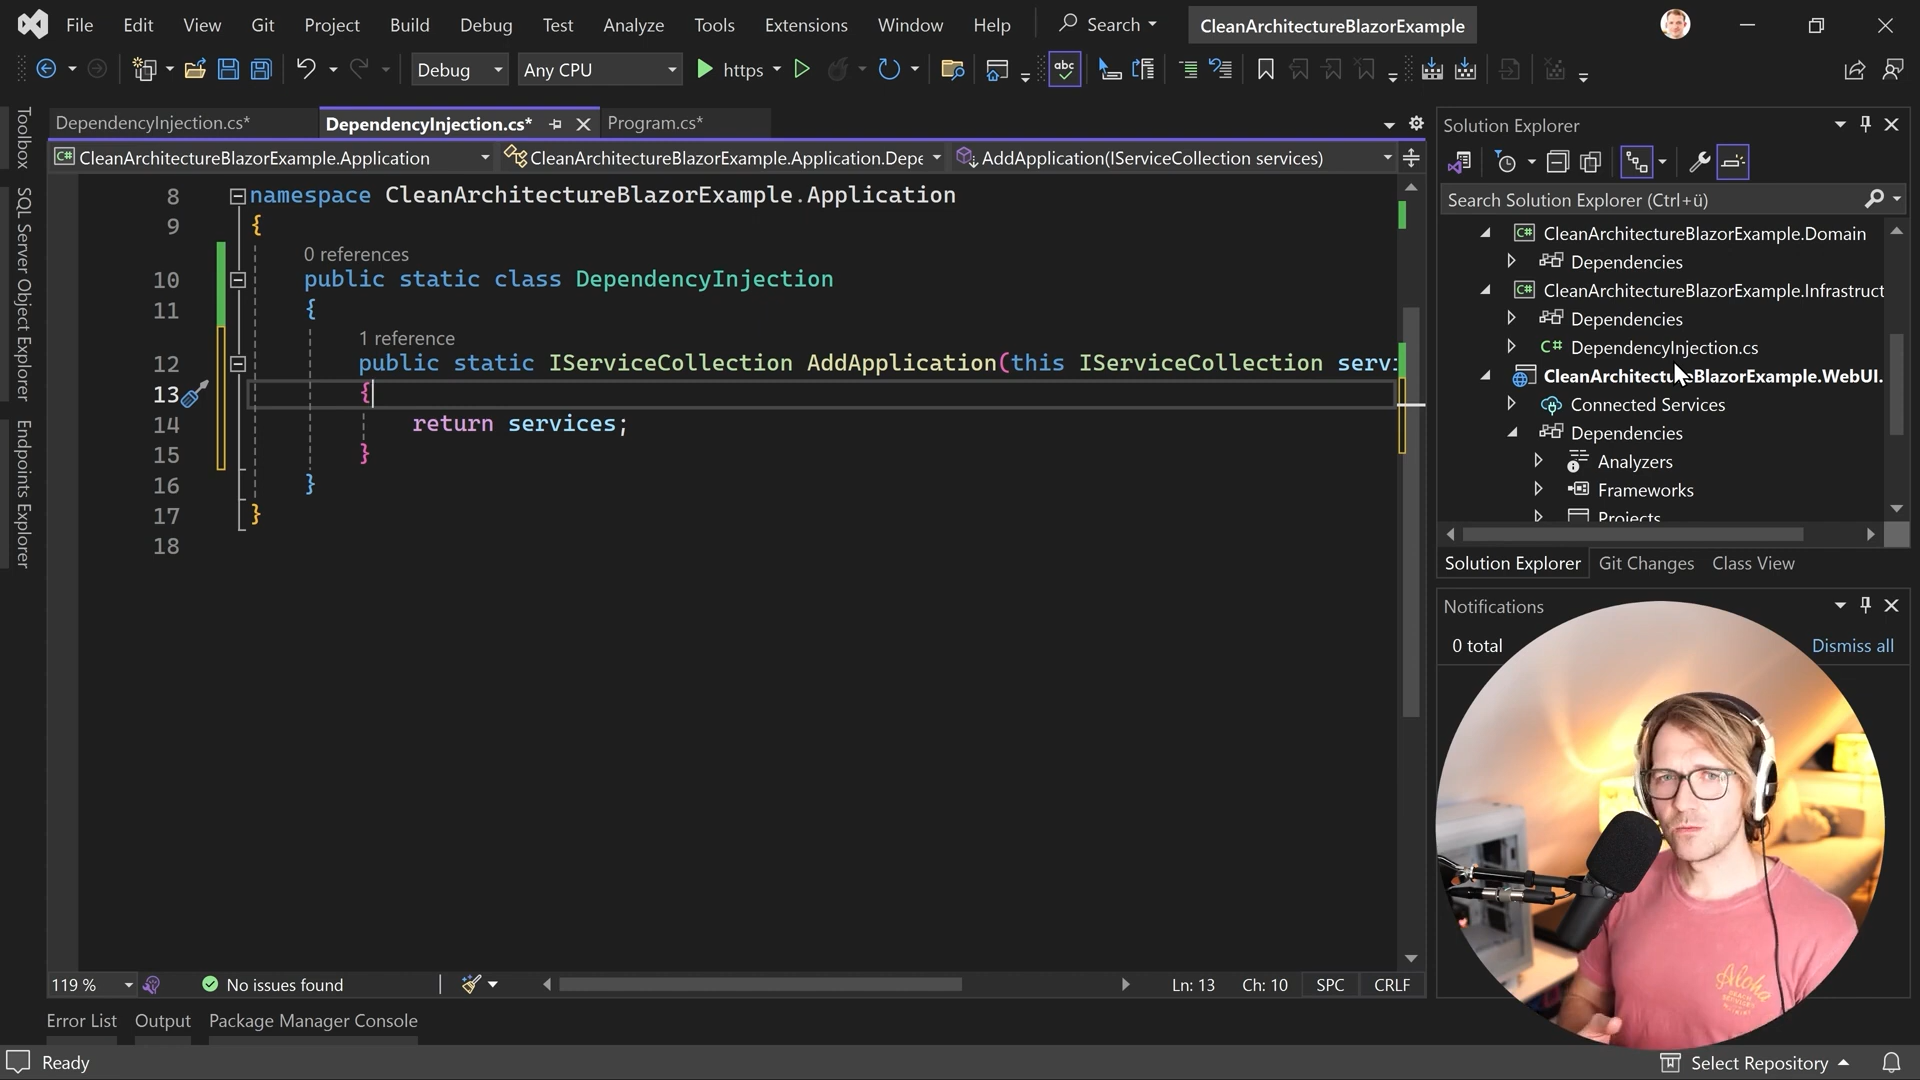 File Edit View Git Project Build Debug Test Analyze Tools Extensions Window Help Search CleanArchitectureBlazorExample
Debug Any CPU https abc
DependencyInjection.cs* DependencyInjection.cs* Program.cs*
CleanArchitectureBlazorExample.Application CleanArchitectureBlazorExample.Application.Depe AddApplication(IServiceCollection services)
Toolbox
SQL Server Object Explorer
Endpoints Explorer
8 namespace CleanArchitectureBlazorExample.Application
9 {
0 references
10 public static class DependencyInjection
11 {
1 reference
12 public static IServiceCollection AddApplication(this IServiceCollection servi
13 {
14 return services;
15 }
16 }
17 }
18
119 % No issues found Ln: 13 Ch: 10 SPC CRLF
Error List Output Package Manager Console
Ready Select Repository
Solution Explorer
Search Solution Explorer (Ctrl+ü)
C# CleanArchitectureBlazorExample.Domain
Dependencies
C# CleanArchitectureBlazorExample.Infrastruct
Dependencies
C# DependencyInjection.cs
CleanArchitectureBlazorExample.WebUI.
Connected Services
Dependencies
Analyzers
Frameworks
Projects
Solution Explorer Git Changes Class View
Notifications
0 total Dismiss all
Aloha